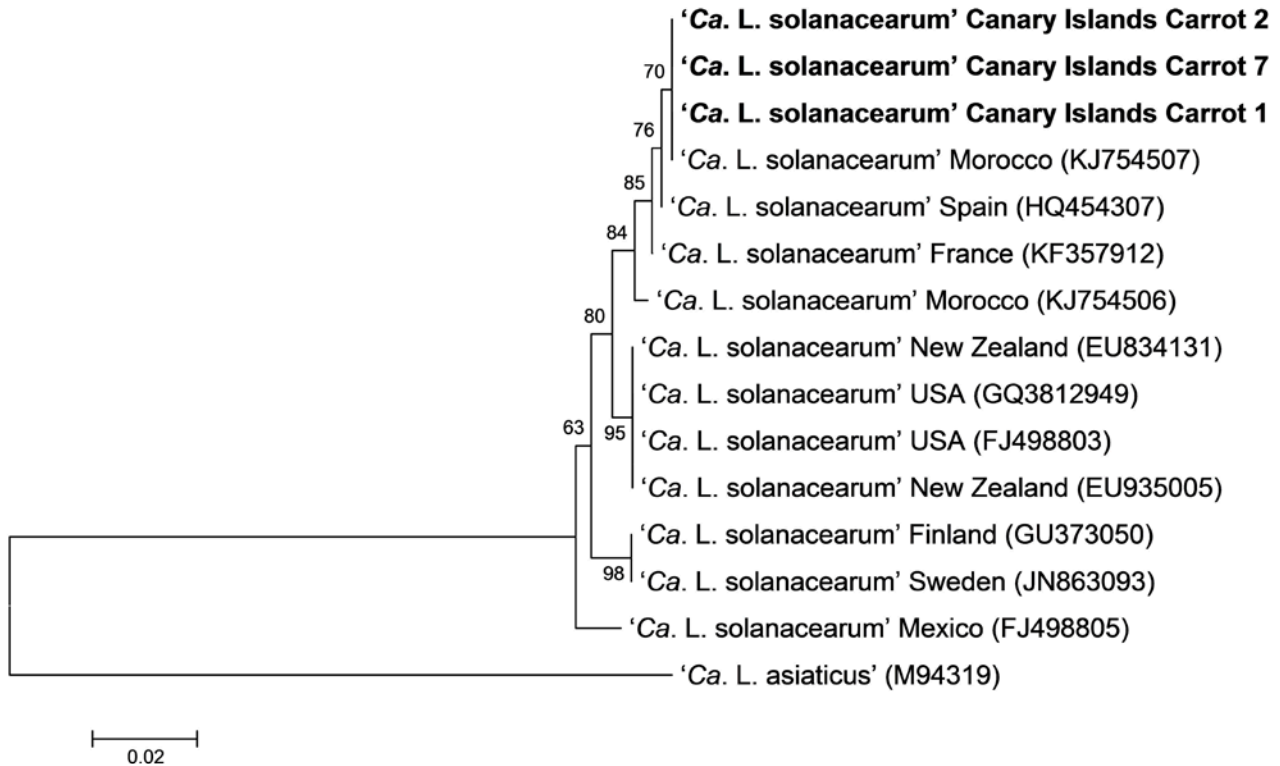 ‘Ca. L. solanacearum’ Canary Islands Carrot 2
70
‘Ca. L. solanacearum’ Canary Islands Carrot 7
‘Ca. L. solanacearum’ Canary Islands Carrot 1
76
‘Ca. L. solanacearum’ Morocco (KJ754507)
85
‘Ca. L. solanacearum’ Spain (HQ454307)
84
‘Ca. L. solanacearum’ France (KF357912)
‘Ca. L. solanacearum’ Morocco (KJ754506)
80
‘Ca. L. solanacearum’ New Zealand (EU834131)
‘Ca. L. solanacearum’ USA (GQ3812949)
63
95
‘Ca. L. solanacearum’ USA (FJ498803)
‘Ca. L. solanacearum’ New Zealand (EU935005)
‘Ca. L. solanacearum’ Finland (GU373050)
98
‘Ca. L. solanacearum’ Sweden (JN863093)
‘Ca. L. solanacearum’ Mexico (FJ498805)
‘Ca. L. asiaticus’ (M94319)
0.02